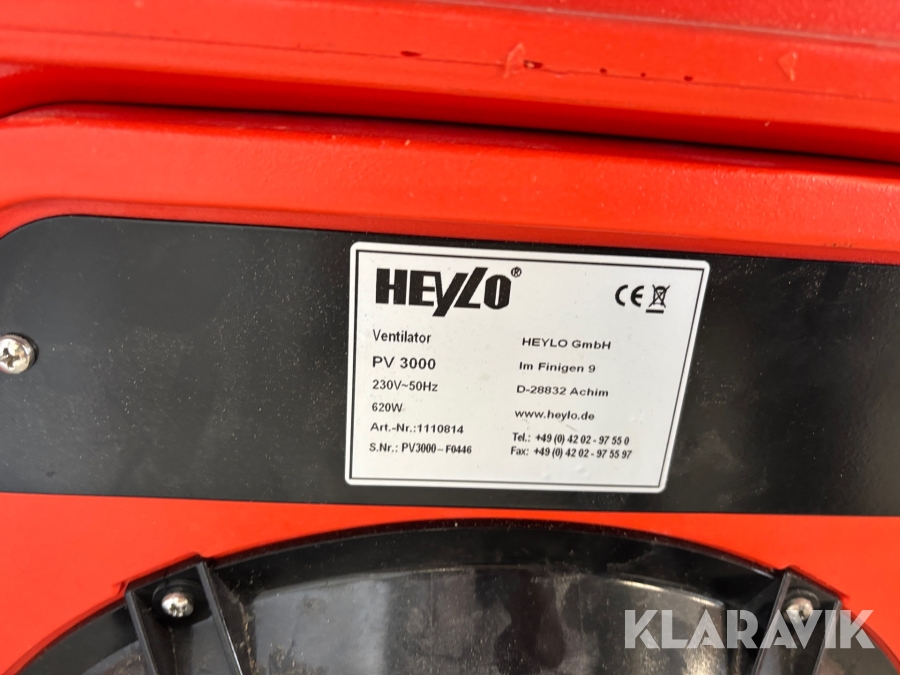 HEYLO®
CE
Ventilator
PV 3000
230V~50Hz
620W
Art.-Nr.:1110814
S.Nr.: PV3000-F0446
HEYLO GmbH
Im Finigen 9
D-28832 Achim
www.heylo.de
Tel.: +49 (0) 42 02 - 97 55 0
Fax: +49 (0) 42 02 - 97 55 97
KLARAVIK